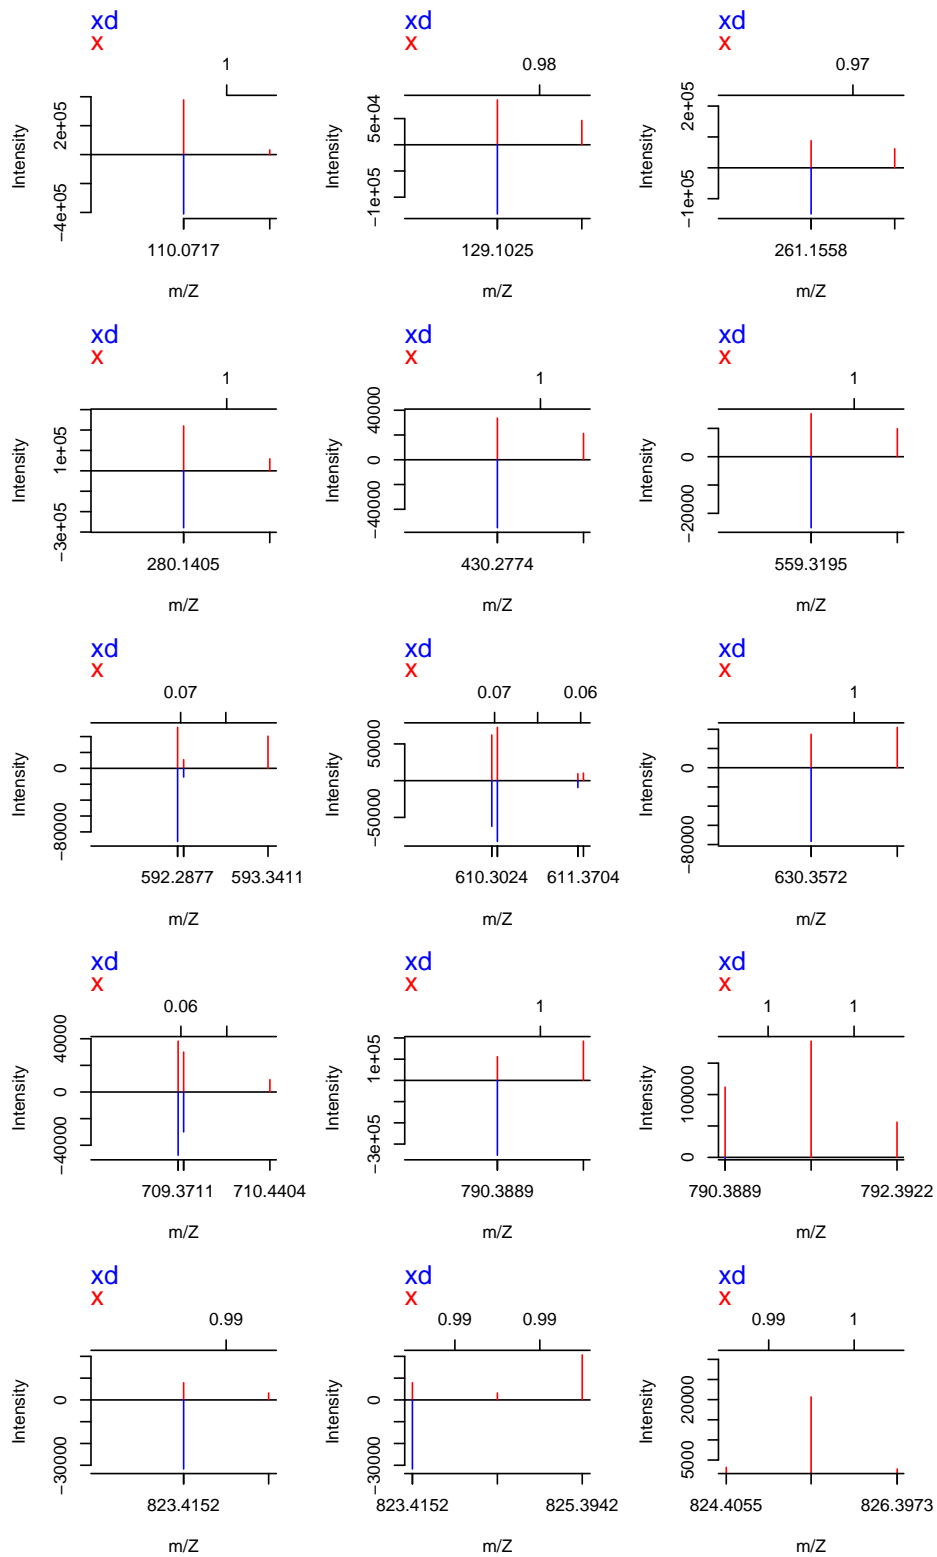 xd
x
1
Intensity
2e+05
−4e+05
110.0717
m/Z
xd
x
0.98
Intensity
5e+04
−1e+05
129.1025
m/Z
xd
x
0.97
Intensity
2e+05
−1e+05
261.1558
m/Z
xd
x
1
Intensity
1e+05
−3e+05
280.1405
m/Z
xd
x
1
Intensity
40000
0
−40000
430.2774
m/Z
xd
x
1
Intensity
0
−20000
559.3195
m/Z
xd
x
0.07
Intensity
0
−80000
592.2877 593.3411
m/Z
xd
x
0.07 0.06
Intensity
50000
−50000
610.3024 611.3704
m/Z
xd
x
1
Intensity
0
−80000
630.3572
m/Z
xd
x
0.06
Intensity
40000
0
−40000
709.3711 710.4404
m/Z
xd
x
1
Intensity
1e+05
−3e+05
790.3889
m/Z
xd
x
1 1
Intensity
100000
0
790.3889 792.3922
m/Z
xd
x
0.99
Intensity
0
−30000
823.4152
m/Z
xd
x
0.99 0.99
Intensity
0
−30000
823.4152 825.3942
m/Z
xd
x
0.99 1
Intensity
20000
5000
824.4055 826.3973
m/Z